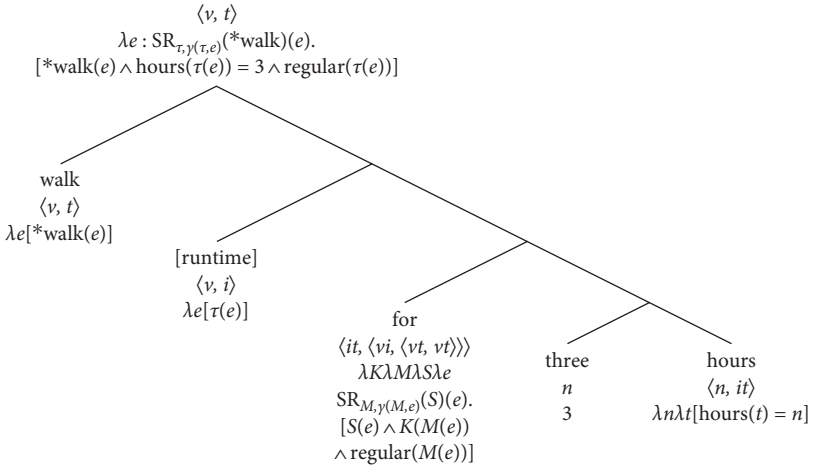 ⟨v, t⟩
λe : SR_{τ,γ(τ,e)}(*walk)(e).
[*walk(e) ∧ hours(τ(e)) = 3 ∧ regular(τ(e))]
walk
⟨v, t⟩
λe[*walk(e)]
[runtime]
⟨v, i⟩
λe[τ(e)]
for
⟨it, ⟨vi, ⟨vt, vt⟩⟩⟩
λKλMλSλe
SR_{M,γ(M,e)}(S)(e).
[S(e) ∧ K(M(e))
∧ regular(M(e))]
three
n
3
hours
⟨n, it⟩
λnλt[hours(t) = n]